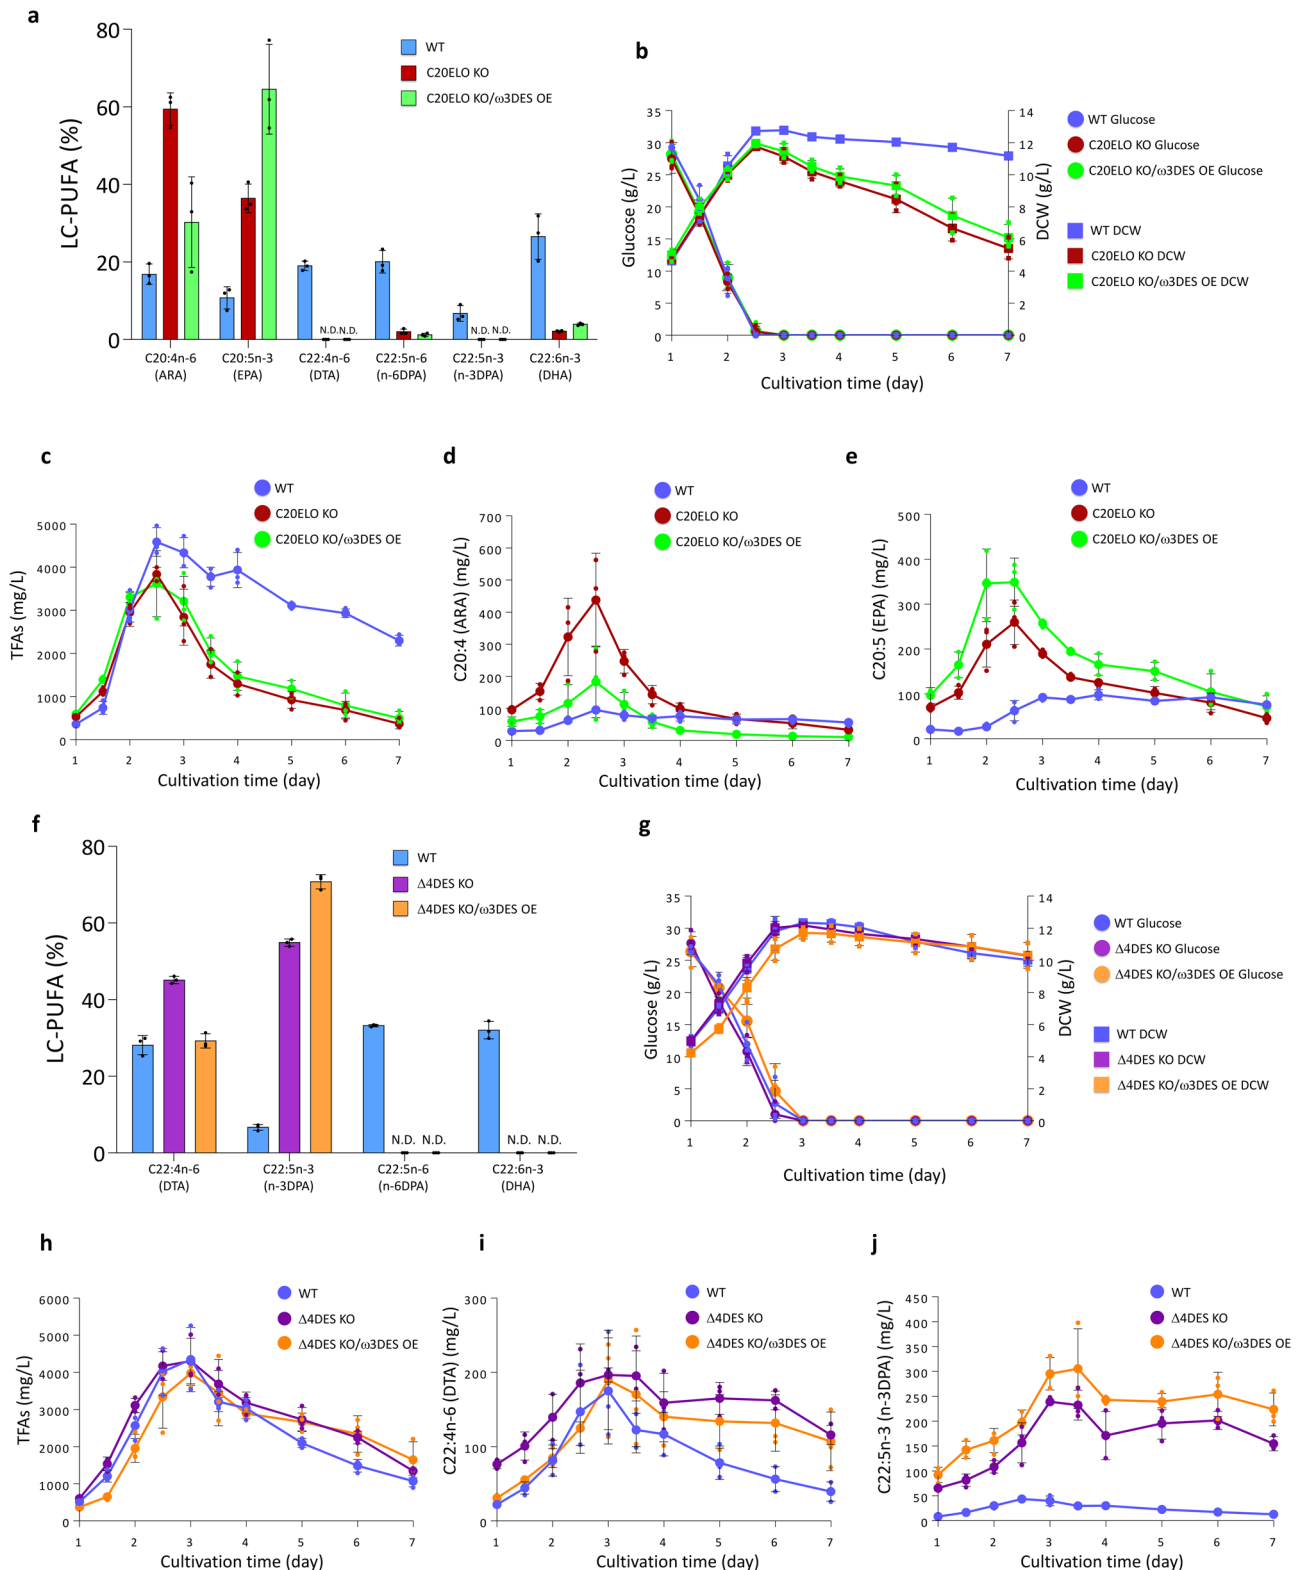 a
LC-PUFA (%)
80
60
40
20
0
WT
C20ELO KO
C20ELO KO/ω3DES OE
N.D. N.D.
N.D. N.D.
C20:4n-6
(ARA)
C20:5n-3
(EPA)
C22:4n-6
(DTA)
C22:5n-6
(n-6DPA)
C22:5n-3
(n-3DPA)
C22:6n-3
(DHA)
b
Glucose (g/L)
35
30
25
20
15
10
5
0
DCW (g/L)
14
12
10
8
6
4
2
0
1 2 3 4 5 6 7
Cultivation time (day)
WT Glucose
C20ELO KO Glucose
C20ELO KO/ω3DES OE Glucose
WT DCW
C20ELO KO DCW
C20ELO KO/ω3DES OE DCW
c
TFAs (mg/L)
5000
4000
3000
2000
1000
0
1 2 3 4 5 6 7
Cultivation time (day)
WT
C20ELO KO
C20ELO KO/ω3DES OE
d
C20:4 (ARA) (mg/L)
700
600
500
400
300
200
100
0
1 2 3 4 5 6 7
Cultivation time (day)
WT
C20ELO KO
C20ELO KO/ω3DES OE
e
C20:5 (EPA) (mg/L)
500
400
300
200
100
0
1 2 3 4 5 6 7
Cultivation time (day)
WT
C20ELO KO
C20ELO KO/ω3DES OE
f
LC-PUFA (%)
80
60
40
20
0
WT
Δ4DES KO
Δ4DES KO/ω3DES OE
N.D. N.D.
N.D. N.D.
C22:4n-6
(DTA)
C22:5n-3
(n-3DPA)
C22:5n-6
(n-6DPA)
C22:6n-3
(DHA)
g
Glucose (g/L)
35
30
25
20
15
10
5
0
DCW (g/L)
14
12
10
8
6
4
2
0
1 2 3 4 5 6 7
Cultivation time (day)
WT Glucose
Δ4DES KO Glucose
Δ4DES KO/ω3DES OE Glucose
WT DCW
Δ4DES KO DCW
Δ4DES KO/ω3DES OE DCW
h
TFAs (mg/L)
6000
5000
4000
3000
2000
1000
0
1 2 3 4 5 6 7
Cultivation time (day)
WT
Δ4DES KO
Δ4DES KO/ω3DES OE
i
C22:4n-6 (DTA) (mg/L)
300
200
100
0
1 2 3 4 5 6 7
Cultivation time (day)
WT
Δ4DES KO
Δ4DES KO/ω3DES OE
j
C22:5n-3 (n-3DPA) (mg/L)
450
400
350
300
250
200
150
100
50
0
1 2 3 4 5 6 7
Cultivation time (day)
WT
Δ4DES KO
Δ4DES KO/ω3DES OE